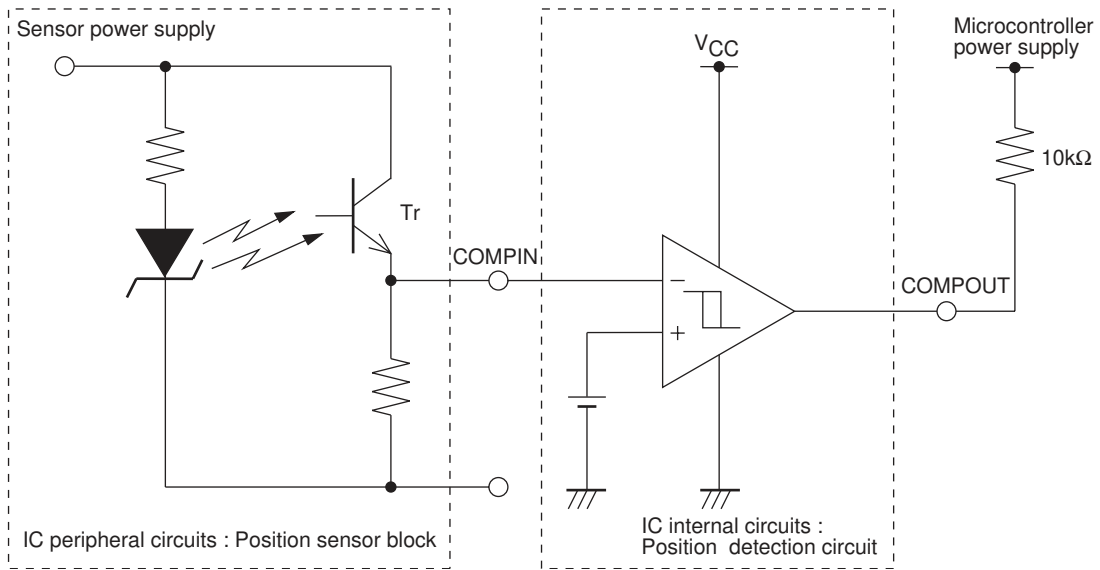 Sensor power supply
V_CC
Microcontroller
power supply
10kΩ
Tr
COMPIN
COMPOUT
−
+
IC peripheral circuits : Position sensor block
IC internal circuits :
Position detection circuit